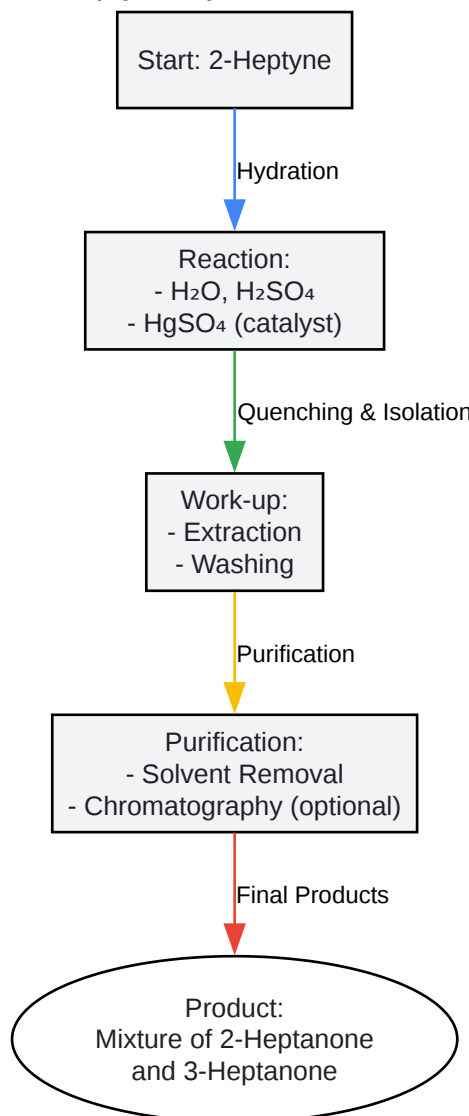 Start: 2-Heptyne
Hydration
Reaction:
- H₂O, H₂SO₄
- HgSO₄ (catalyst)
Quenching & Isolation
Work-up:
- Extraction
- Washing
Purification
Purification:
- Solvent Removal
- Chromatography (optional)
Final Products
Product:
Mixture of 2-Heptanone
and 3-Heptanone